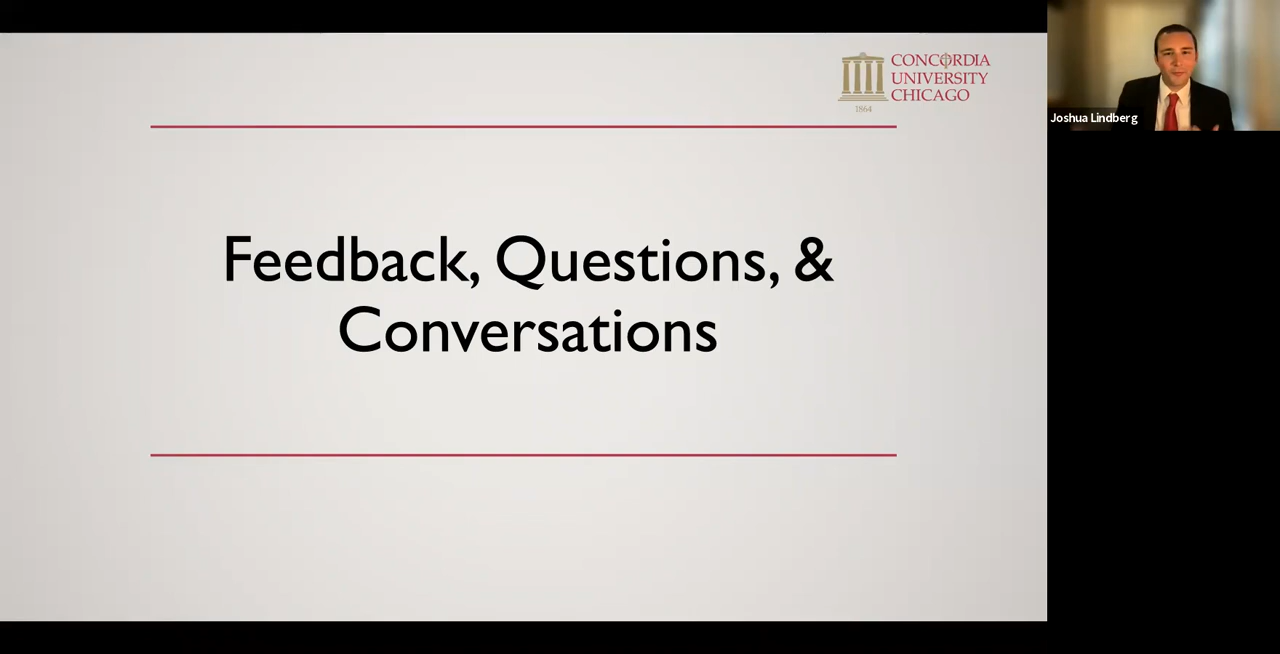 CONCORDIA
UNIVERSITY
CHICAGO
1864
Feedback, Questions, &
Conversations
Joshua Lindberg